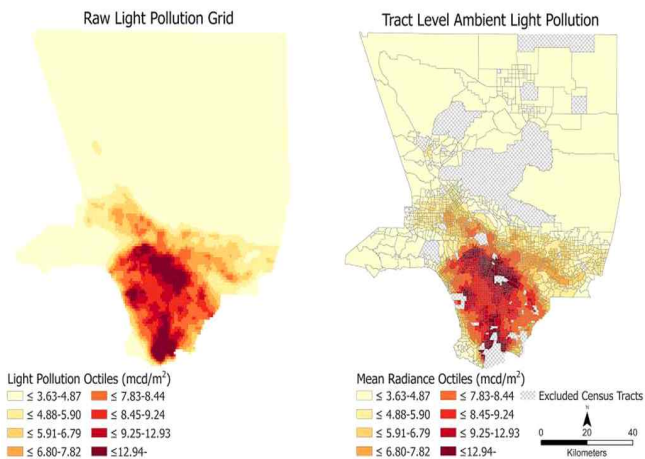 Raw Light Pollution Grid
Tract Level Ambient Light Pollution
Light Pollution Octiles (mcd/m²)
≤ 3.63-4.87
≤ 4.88-5.90
≤ 5.91-6.79
≤ 6.80-7.82
≤ 7.83-8.44
≤ 8.45-9.24
≤ 9.25-12.93
≤12.94-
Mean Radiance Octiles (mcd/m²)
≤ 3.63-4.87
≤ 4.88-5.90
≤ 5.91-6.79
≤ 6.80-7.82
≤ 7.83-8.44
≤ 8.45-9.24
≤ 9.25-12.93
≤12.94-
Excluded Census Tracts
N
0 20 40
Kilometers